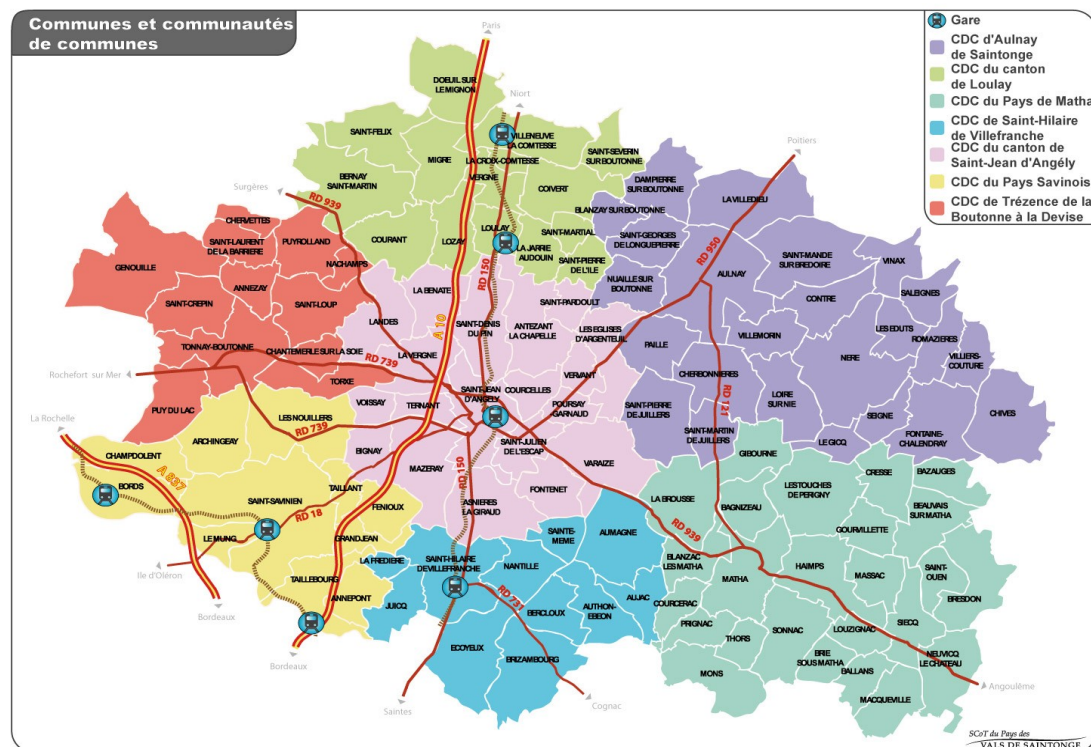 Communes et communautés
de communes
Gare
CDC d'Aulnay
de Saintonge
CDC du canton
de Loulay
CDC du Pays de Matha
CDC de Saint-Hilaire
de Villefranche
CDC du canton de
Saint-Jean d'Angély
CDC du Pays Savinois
CDC de Trézence de la
Boutonne à la Devise
Paris
Niort
Poitiers
Surgères
Rochefort sur Mer
La Rochelle
Ile d'Oléron
Bordeaux
Bordeaux
Saintes
Cognac
Angoulême
DOEUIL SUR
LE MIGNON
SAINT-FELIX
MIGRE
VILLENEUVE
LA COMTESSE
LA CROIX-COMTESSE
VERGNE
SAINT-SEVERIN
SUR BOUTONNE
BERNAY
SAINT-MARTIN
COIVERT
COURANT
LOZAY
LOULAY
SAINT-MARTIAL
LA JARRIE
AUDOUIN
SAINT-PIERRE
DE L'ILE
DAMPIERRE
SUR BOUTONNE
BLANZAY SUR BOUTONNE
LA VILLEDIEU
SAINT-GEORGES
DE LONGUEPIERRE
NUAILLE SUR
BOUTONNE
AULNAY
SAINT-MANDE
SUR BREDOIRE
VINAX
CONTRE
SALEIGNES
LES EDUTS
ROMAZIERES
VILLEMORIN
NERE
VILLIERS-
COUTURE
PAILLE
CHERBONNIERES
LOIRE
SUR NIE
SAINT-PIERRE
DE JUILLERS
SEIGNE
CHIVES
SAINT-MARTIN
DE JUILLERS
LE GICQ
FONTAINE-
CHALENDRAY
CHERVETTES
SAINT-LAURENT
DE LA BARRIERE
PUYROLLAND
GENOUILLE
NACHAMPS
ANNEZAY
SAINT-CREPIN
SAINT-LOUP
TONNAY-BOUTONNE
CHANTEMERLE SUR LA SOIE
TORXE
PUY DU LAC
LA BENATE
SAINT-PARDOULT
LANDES
SAINT-DENIS
DU PIN
ANTEZANT
LA CHAPELLE
LES EGLISES
D'ARGENTEUIL
LA VERGNE
VERVANT
SAINT-JEAN
D'ANGELY
COURCELLES
VOISSAY
TERNANT
POURSAY
GARNAUD
BIGNAY
SAINT-JULIEN
DE L'ESCAP
MAZERAY
VARAIZE
FONTENET
ASNIERES
LA GIRAUD
LES NOUILLERS
ARCHINGEAY
CHAMPDOLENT
BORDS
SAINT-SAVINIEN
TAILLANT
FENIOUX
LE MUNG
GRANDJEAN
TAILLEBOURG
ANNEPONT
LA FREDIERE
SAINT-HILAIRE
DE VILLEFRANCHE
SAINTE-
MEME
AUMAGNE
NANTILLE
JUICQ
BERCLOUX
AUTHON-
EBEON
AUJAC
ECOYEUX
BRIZAMBOURG
GIBOURNE
LA BROUSSE
LES TOUCHES
DE PERIGNY
CRESSE
BAZAUGES
BAGNIZEAU
BEAUVAIS
SUR MATHA
GOURVILLETTE
BLANZAC
LES MATHA
HAIMPS
MASSAC
SAINT-
OUEN
MATHA
BRESDON
COURCERAC
PRIGNAC
THORS
SONNAC
LOUZIGNAC
SIECQ
MONS
BRIE
SOUS MATHA
BALLANS
NEUVICQ
LE CHATEAU
MACQUEVILLE
RD 939
RD 150
A 10
RD 950
RD 739
RD 739
RD 121
RD 150
A 837
RD 18
RD 939
RD 731
SCoT du Pays des
VALS DE SAINTONGE